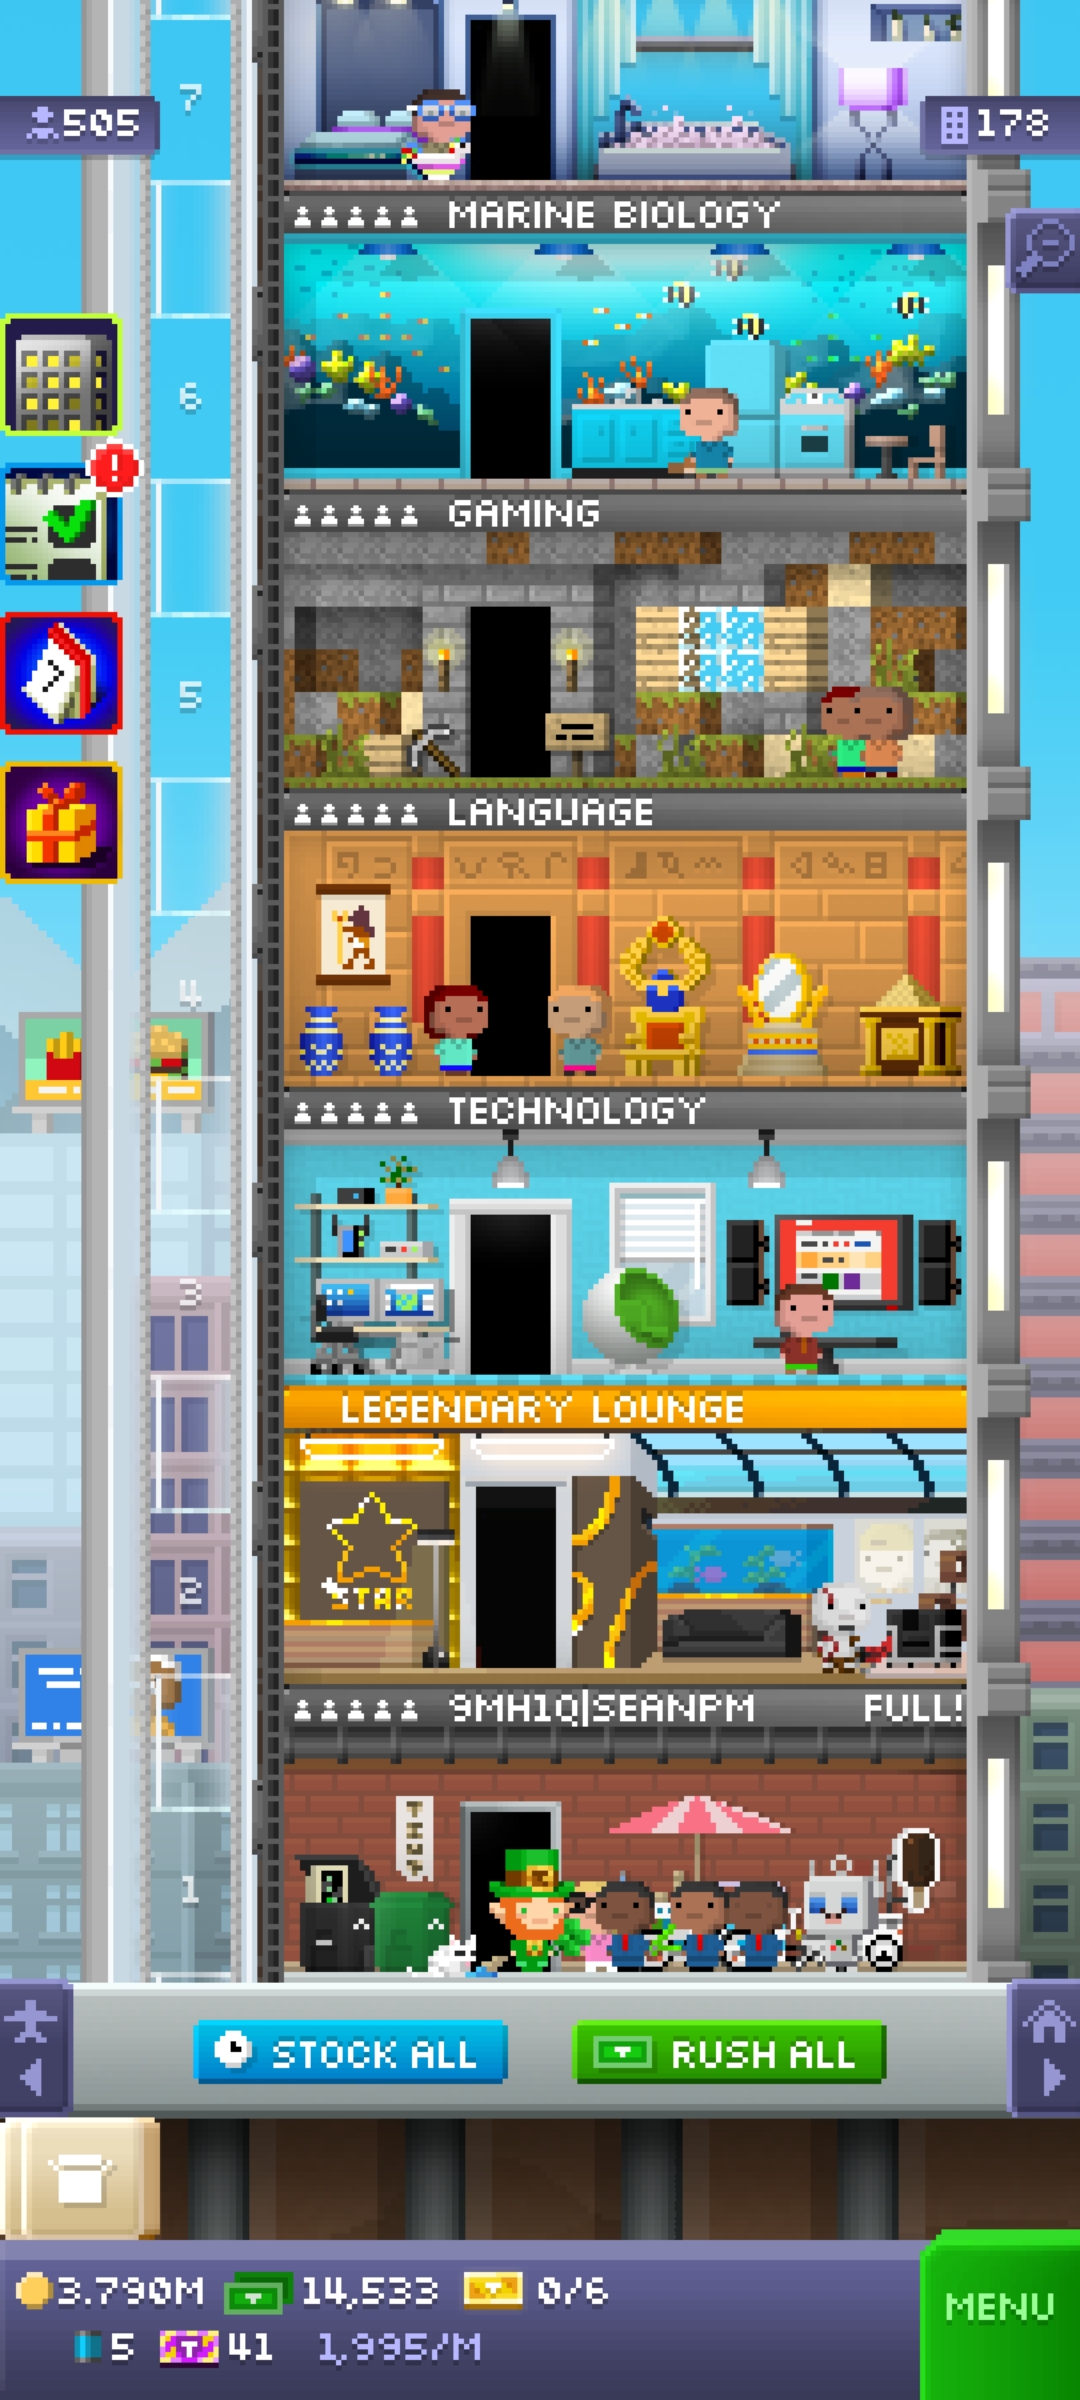 7
505
178
MARINE BIOLOGY
6
GAMING
5
LANGUAGE
4
TECHNOLOGY
3
LEGENDARY LOUNGE
STAR
2
9MH1Q|SEANPM FULL!
1
STOCK ALL
RUSH ALL
3.790M 14,533 0/6
MENU
5 41 1,995/M